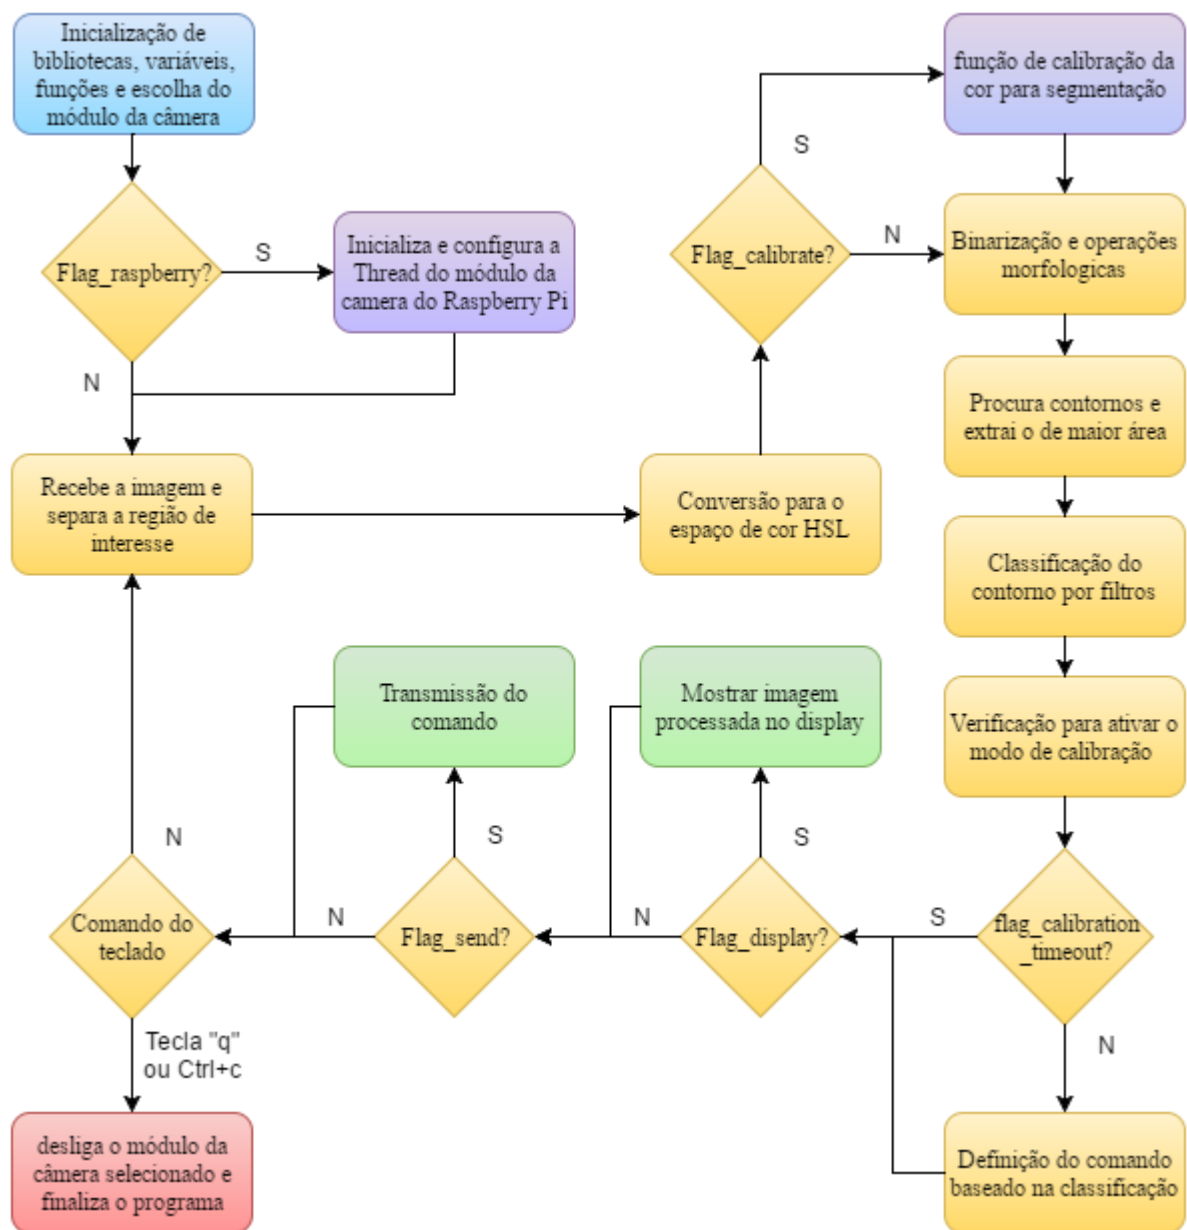 Inicialização de
bibliotecas, variáveis,
funções e escolha do
módulo da câmera
Flag_raspberry?
S
Inicializa e configura a
Thread do módulo da
camera do Raspberry Pi
N
Recebe a imagem e
separa a região de
interesse
Conversão para o
espaço de cor HSL
Flag_calibrate?
S
função de calibração da
cor para segmentação
N
Binarização e operações
morfologicas
Procura contornos e
extrai o de maior área
Classificação do
contorno por filtros
Verificação para ativar o
modo de calibração
flag_calibration
_timeout?
S
N
Definição do comando
baseado na classificação
Flag_display?
S
Mostrar imagem
processada no display
N
Flag_send?
S
Transmissão do
comando
N
Comando do
teclado
N
Tecla "q"
ou Ctrl+c
desliga o módulo da
câmera selecionado e
finaliza o programa